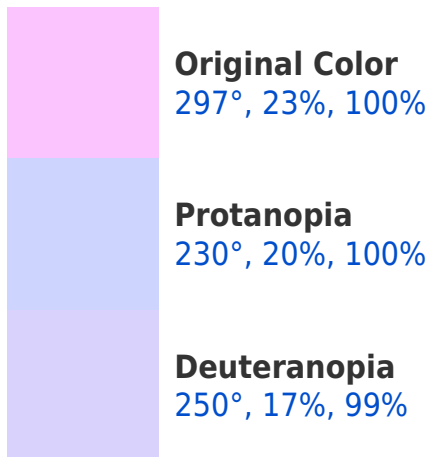 Original Color
297°, 23%, 100%
Protanopia
230°, 20%, 100%
Deuteranopia
250°, 17%, 99%